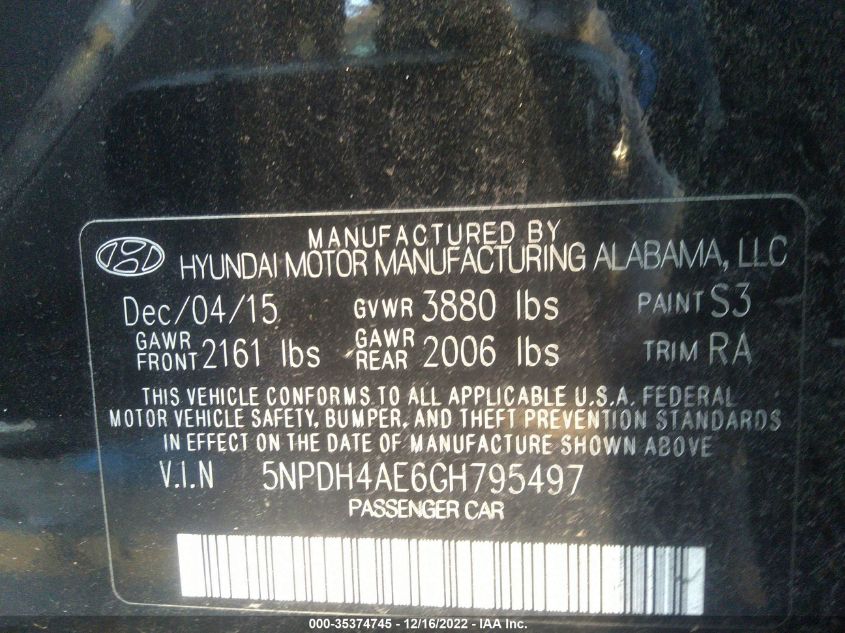 MANUFACTURED BY
HYUNDAI MOTOR MANUFACTURING ALABAMA, LLC
Dec/04/15 GVWR 3880 lbs PAINT S3
GAWR FRONT 2161 lbs GAWR REAR 2006 lbs TRIM RA
THIS VEHICLE CONFORMS TO ALL APPLICABLE U.S.A. FEDERAL
MOTOR VEHICLE SAFETY, BUMPER, AND THEFT PREVENTION STANDARDS
IN EFFECT ON THE DATE OF MANUFACTURE SHOWN ABOVE
V.I.N 5NPDH4AE6GH795497
PASSENGER CAR
000-35374745 - 12/16/2022 - IAA Inc.